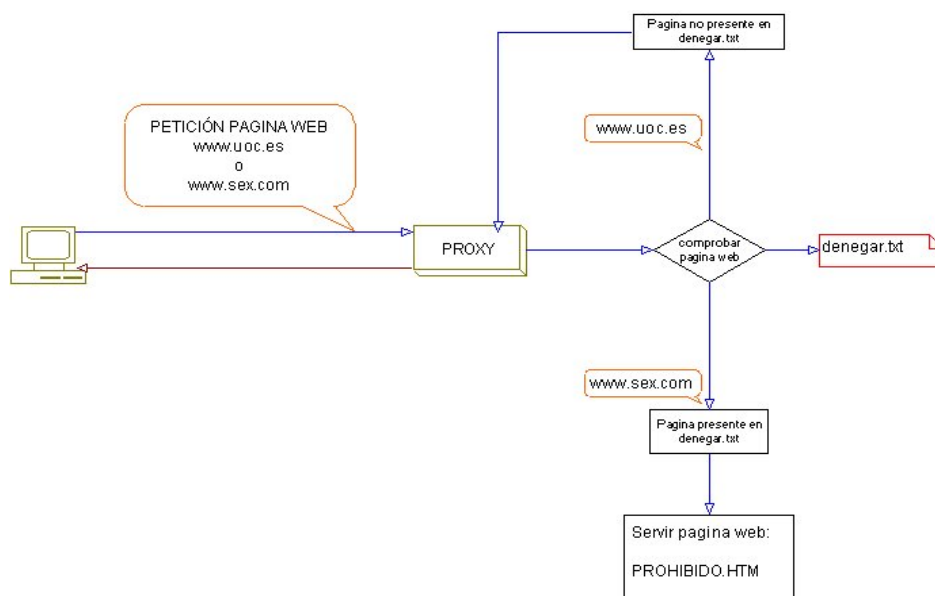 Pagina no presente en
denegar.txt
PETICIÓN PAGINA WEB
www.uoc.es
o
www.sex.com
www.uoc.es
PROXY
comprobar
pagina web
denegar.txt
www.sex.com
Pagina presente en
denegar.txt
Servir pagina web:
PROHIBIDO.HTM